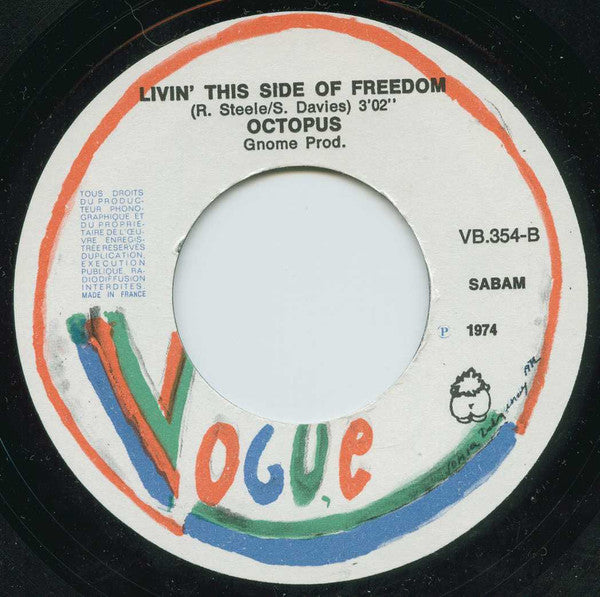 LIVIN' THIS SIDE OF FREEDOM
(R. Steele/S. Davies) 3'02"
OCTOPUS
Gnome Prod.
TOUS DROITS
DU PRODUC-
TEUR PHONO-
GRAPHIQUE ET
DU PROPRIE-
TAIRE DE L'ŒU-
VRE ENREGIS-
TRÉE RÉSERVÉS
DUPLICATION,
EXECUTION
PUBLIQUE, RA-
DIODIFFUSION
INTERDITES.
MADE IN FRANCE
VB.354-B
SABAM
℗ 1974
VOGUE